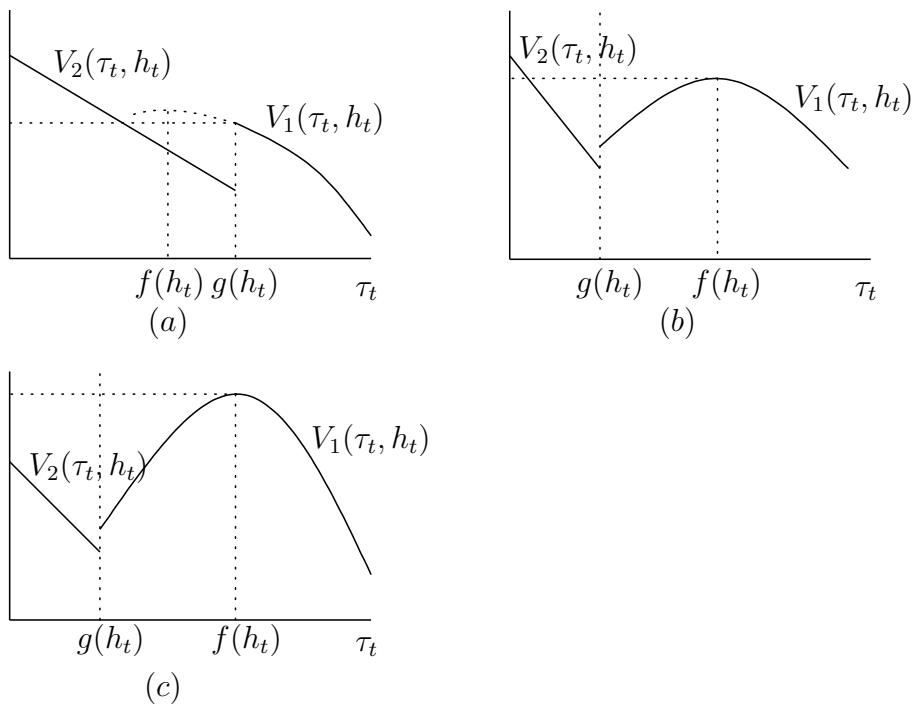 V₂(τₜ, hₜ)
V₁(τₜ, hₜ)
f(hₜ) g(hₜ) τₜ
(a)
V₂(τₜ, hₜ)
V₁(τₜ, hₜ)
g(hₜ) f(hₜ) τₜ
(b)
V₁(τₜ, hₜ)
V₂(τₜ, hₜ)
g(hₜ) f(hₜ) τₜ
(c)